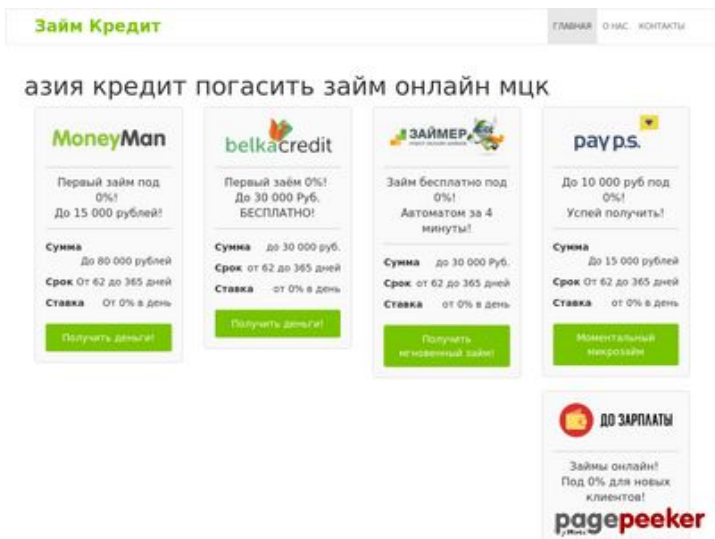 Займ Кредит
ГЛАВНАЯ О НАС КОНТАКТЫ
азия кредит погасить займ онлайн мцк
MoneyMan
Первый займ под
0%!
До 15 000 рублей!
Сумма
До 80 000 рублей
Срок От 62 до 365 дней
Ставка От 0% в день
Получить деньги!
belkacredit
Первый заём 0%!
До 30 000 Руб.
БЕСПЛАТНО!
Сумма до 30 000 руб.
Срок от 62 до 365 дней
Ставка от 0% в день
Получить деньги!
ЗАЙМЕР
Займ бесплатно под
0%!
Автоматом за 4
минуты!
Сумма до 30 000 Руб.
Срок от 62 до 365 дней
Ставка от 0% в день
Получить
мгновенный займ!
pay p.s.
До 10 000 руб под
0%!
Успей получить!
Сумма
До 15 000 рублей
Срок От 62 до 365 дней
Ставка от 0% в день
Моментальный
микрозайм
ДО ЗАРПЛАТЫ
Займы онлайн!
Под 0% для новых
клиентов!
pagepeeker